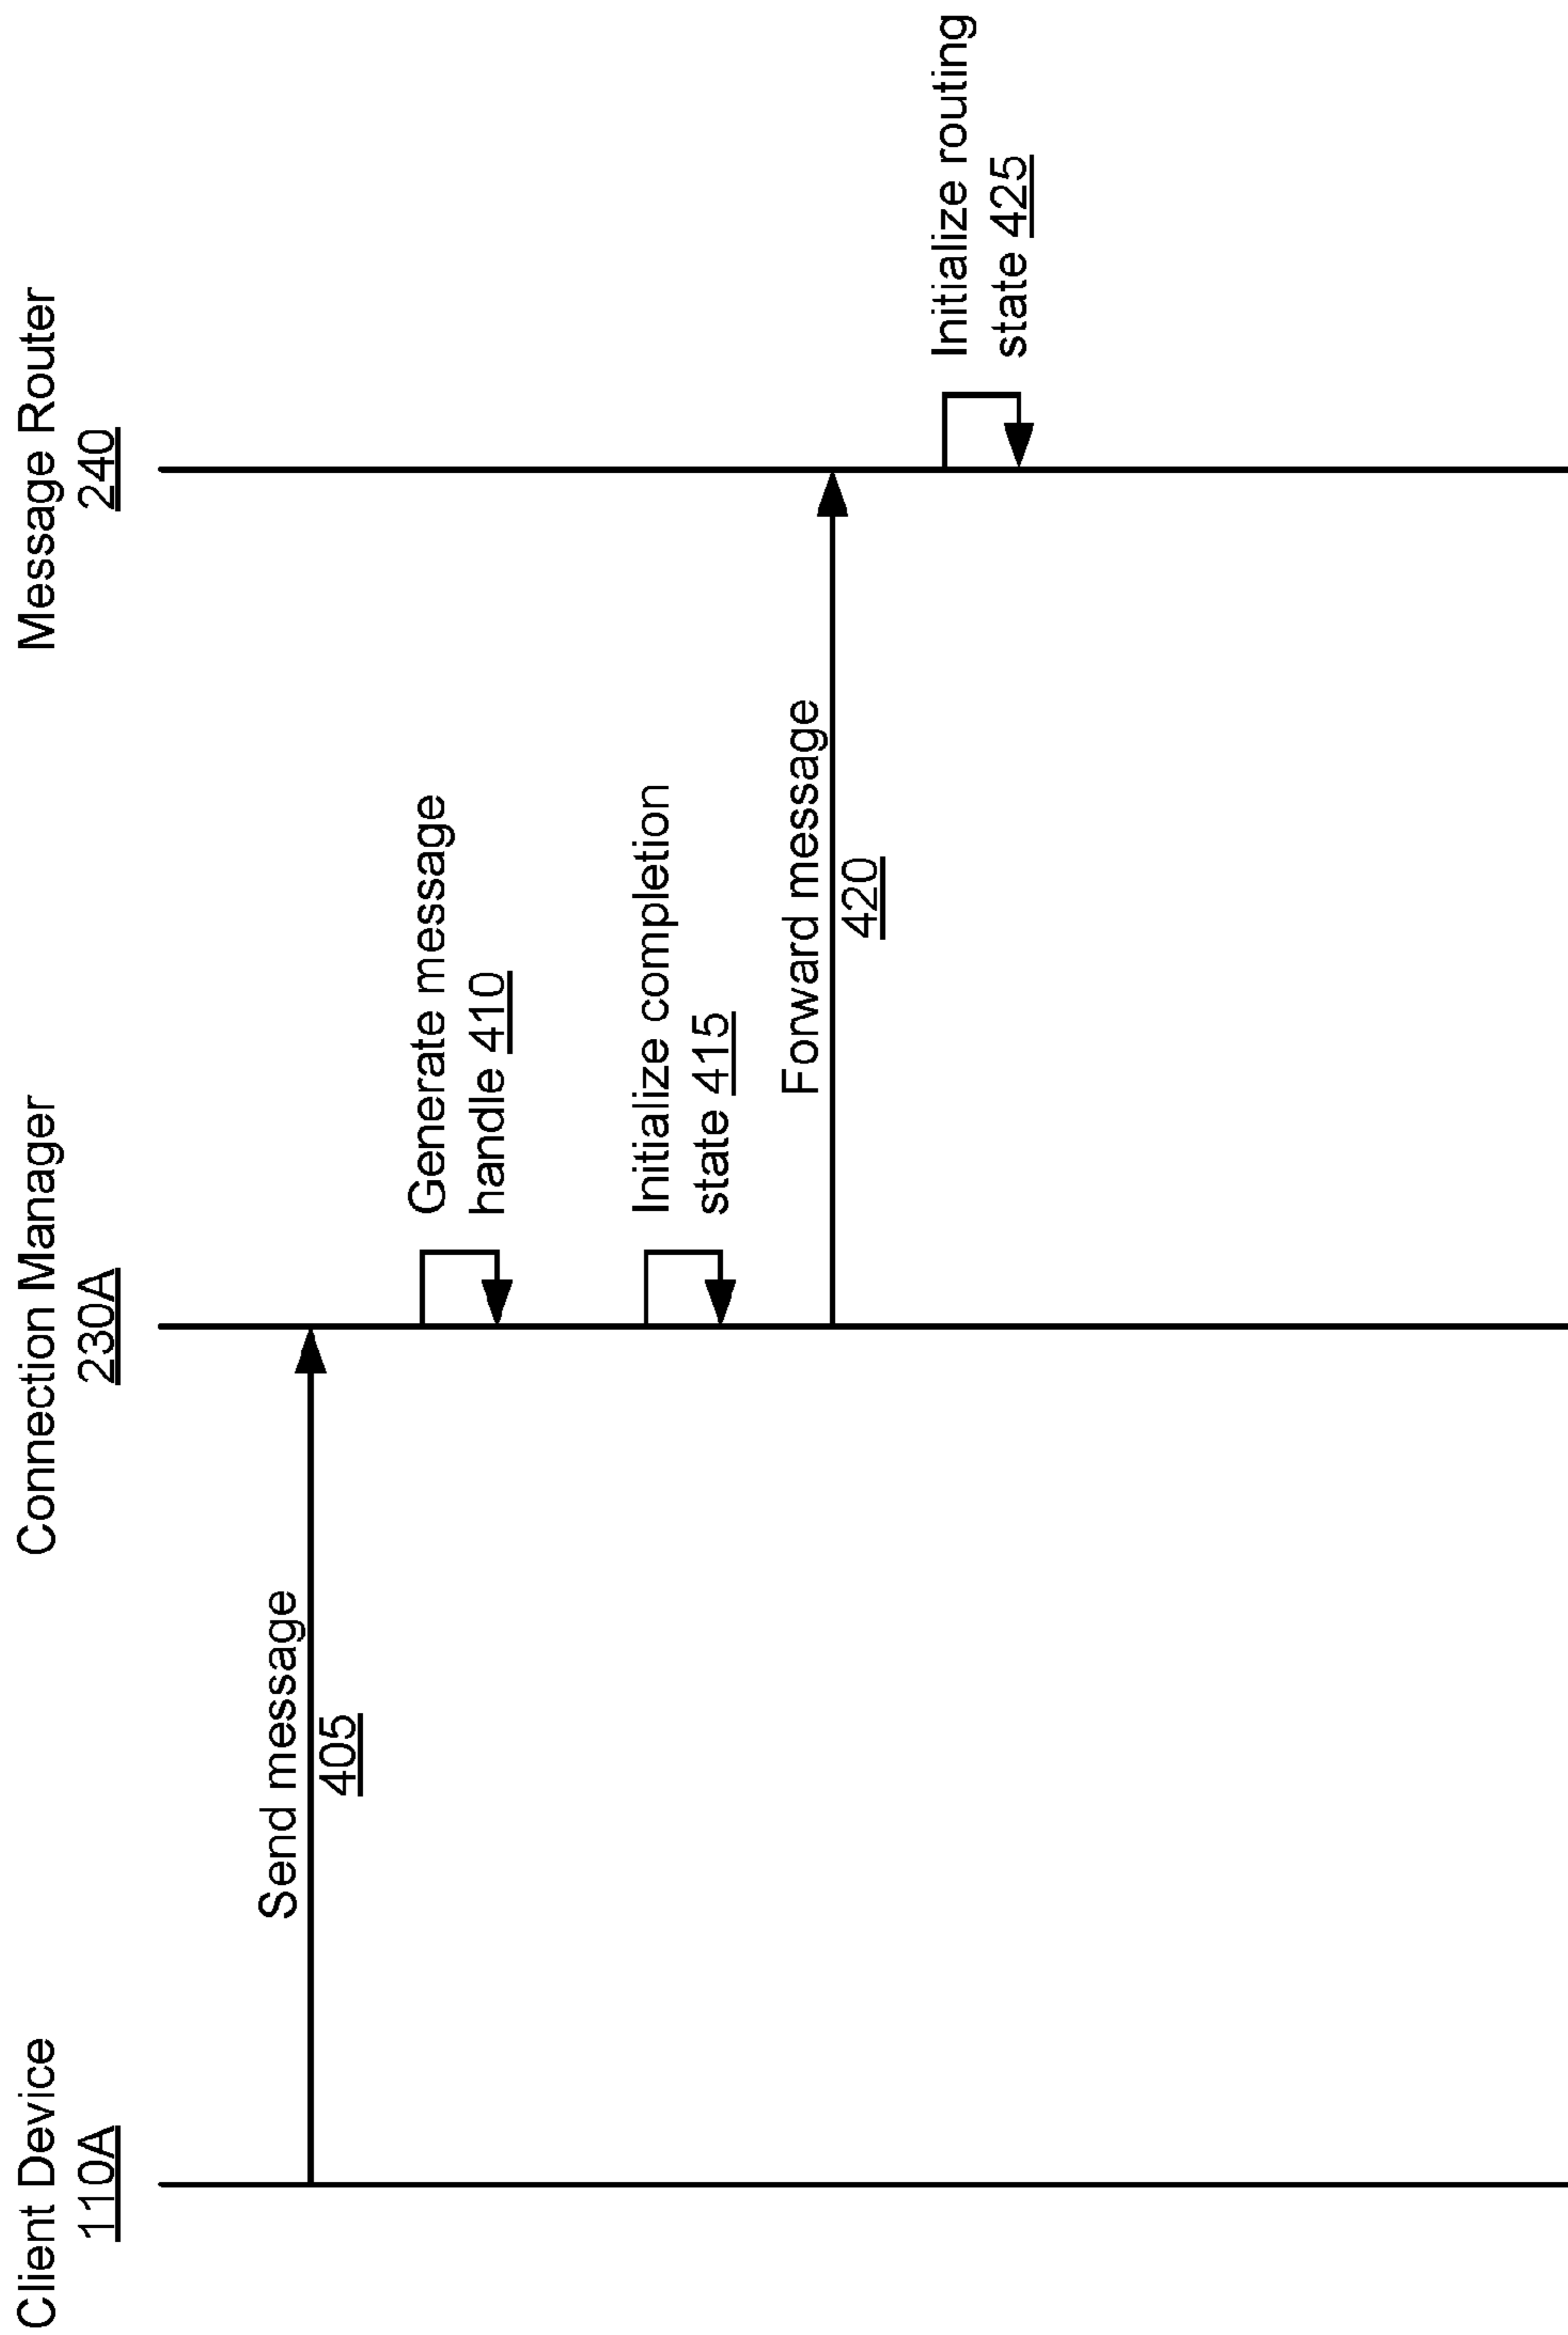 Client Device
110A
Connection Manager
230A
Message Router
240
Send message
405
Generate message
handle 410
Initialize completion
state 415
Forward message
420
Initialize routing
state 425